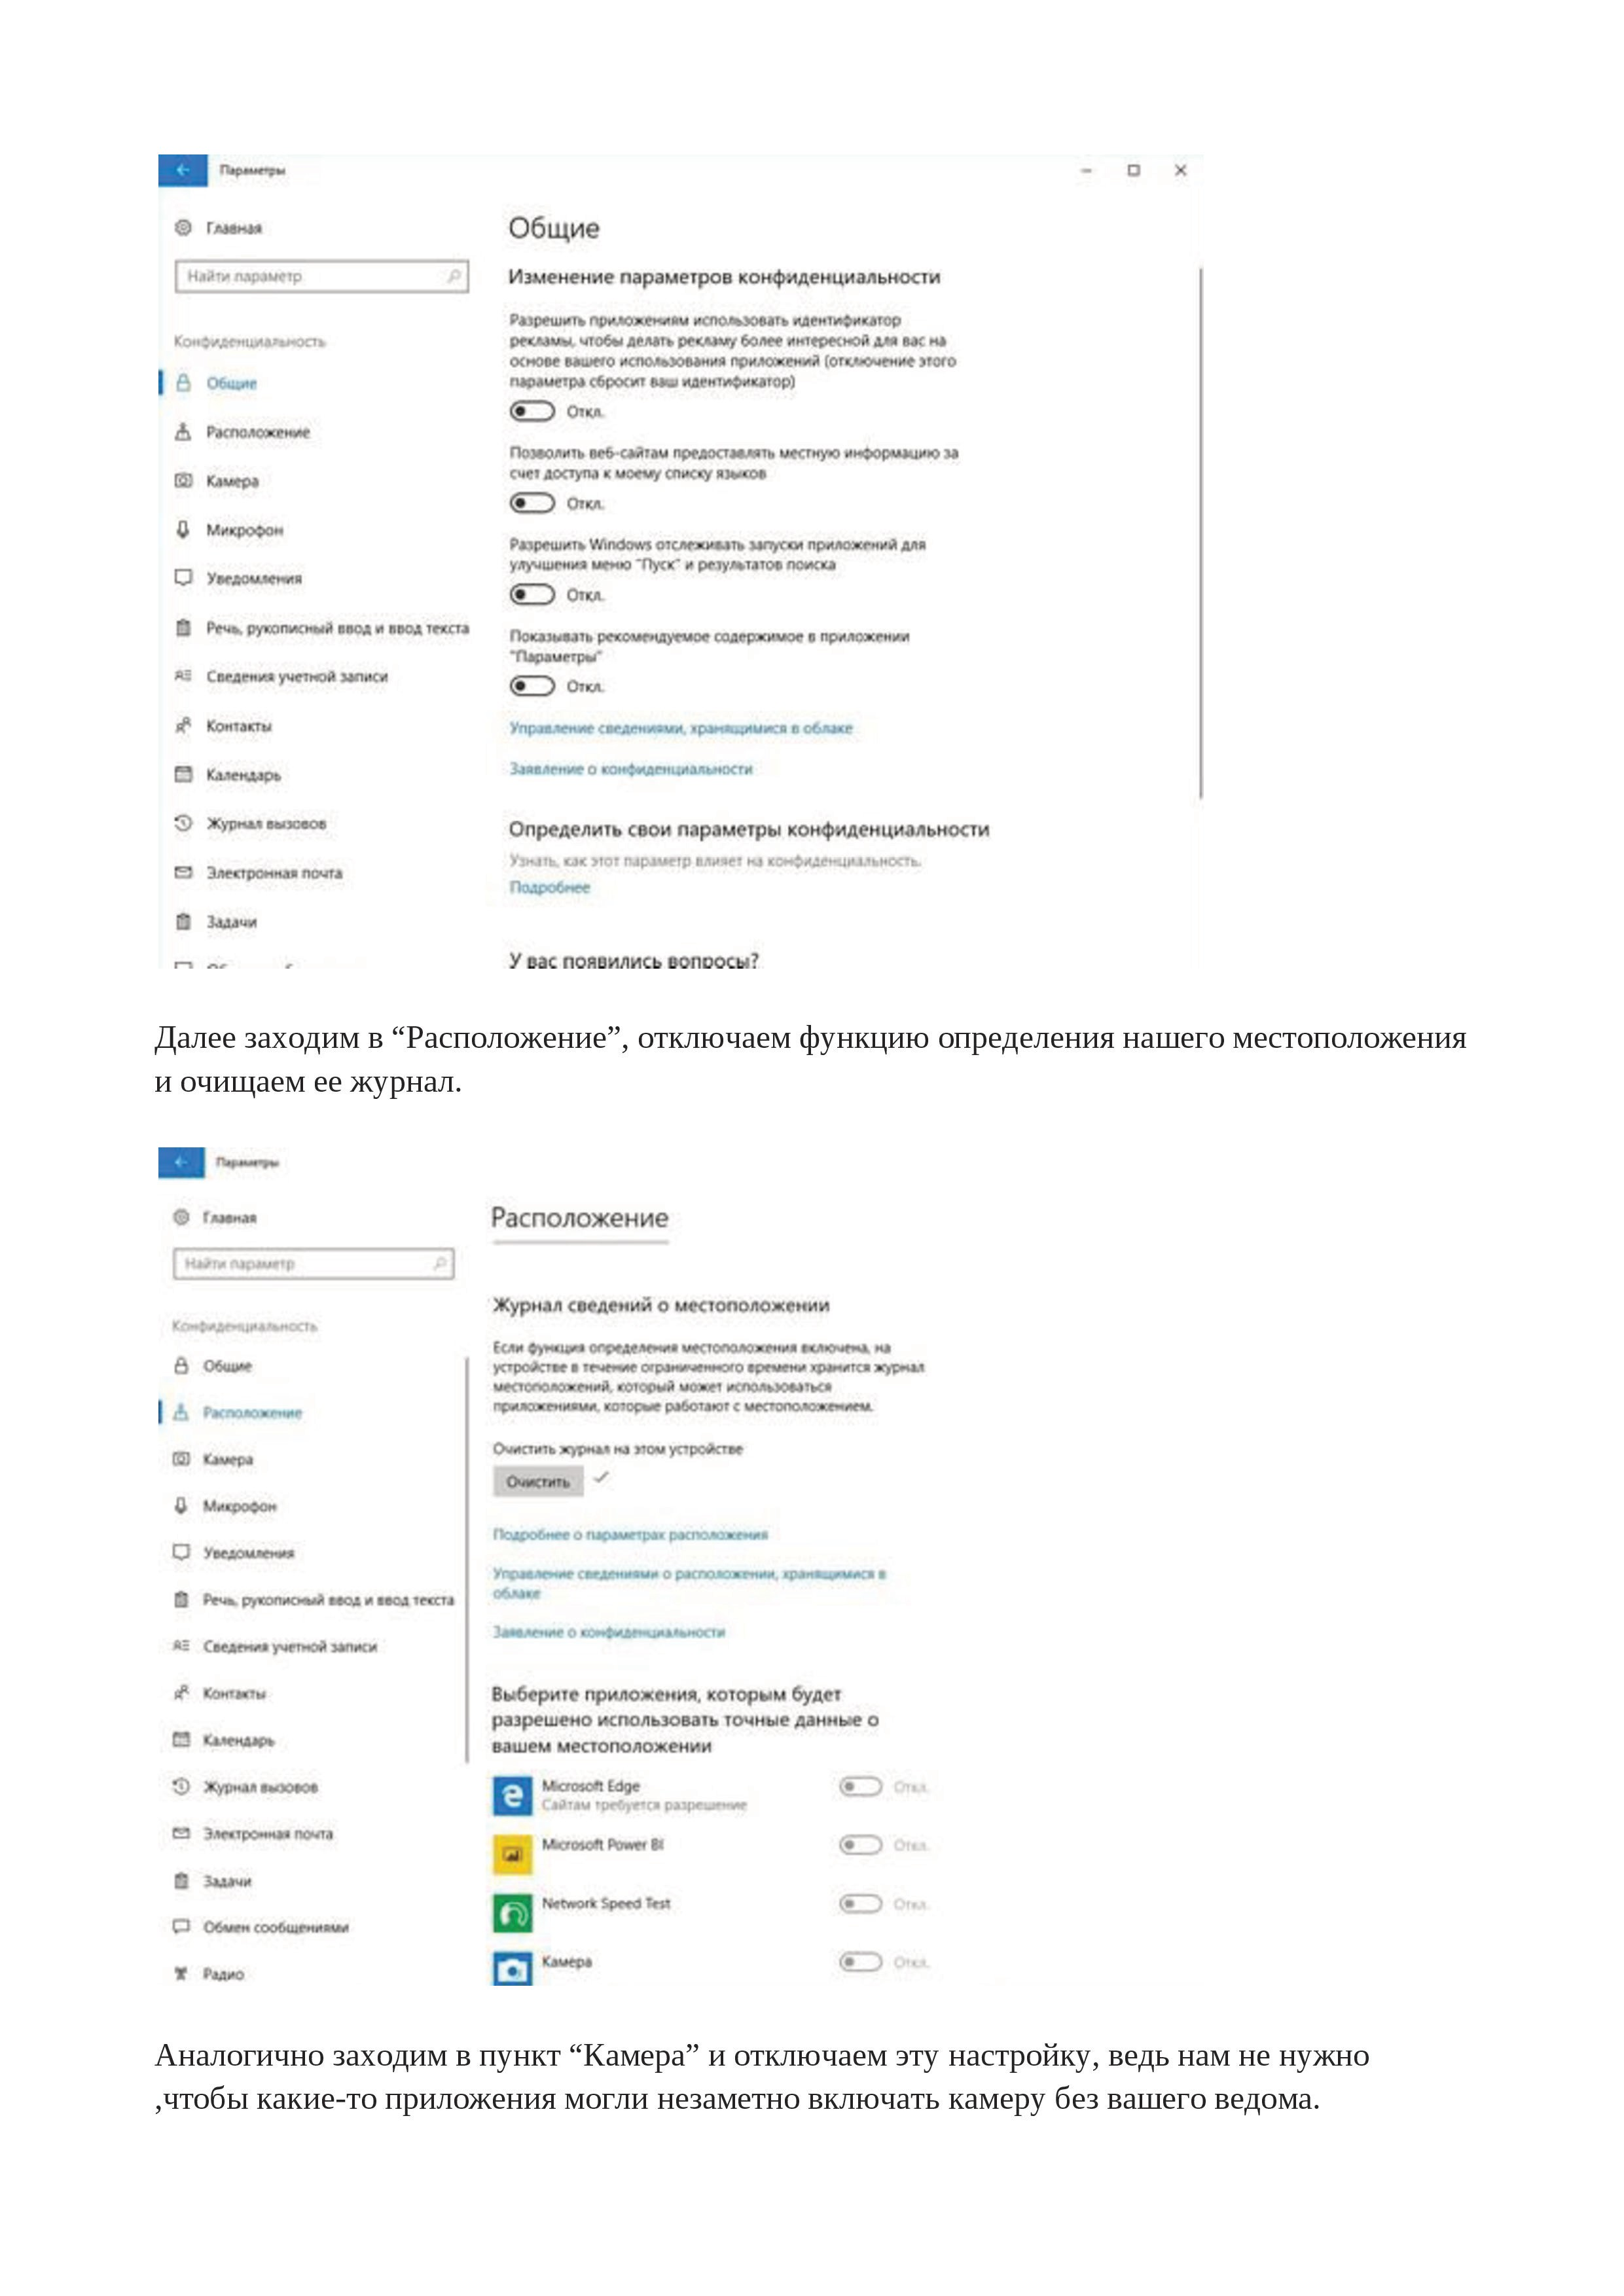 Параметры
Главная
Найти параметр
Конфиденциальность
Общие
Расположение
Камера
Микрофон
Уведомления
Речь, рукописный ввод и ввод текста
Сведения учетной записи
Контакты
Календарь
Журнал вызовов
Электронная почта
Задачи
Общие
Изменение параметров конфиденциальности
Разрешить приложениям использовать идентификатор
рекламы, чтобы делать рекламу более интересной для вас на
основе вашего использования приложений (отключение этого
параметра сбросит ваш идентификатор)
Откл.
Позволить веб-сайтам предоставлять местную информацию за
счет доступа к моему списку языков
Откл.
Разрешить Windows отслеживать запуски приложений для
улучшения меню "Пуск" и результатов поиска
Откл.
Показывать рекомендуемое содержимое в приложении
"Параметры"
Откл.
Управление сведениями, хранящимися в облаке
Заявление о конфиденциальности
Определить свои параметры конфиденциальности
Узнать, как этот параметр влияет на конфиденциальность.
Подробнее
У вас появились вопросы?
Далее заходим в “Расположение”, отключаем функцию определения нашего местоположения
и очищаем ее журнал.
Параметры
Главная
Найти параметр
Конфиденциальность
Общие
Расположение
Камера
Микрофон
Уведомления
Речь, рукописный ввод и ввод текста
Сведения учетной записи
Контакты
Календарь
Журнал вызовов
Электронная почта
Задачи
Обмен сообщениями
Радио
Расположение
Журнал сведений о местоположении
Если функция определения местоположения включена, на
устройстве в течение ограниченного времени хранится журнал
местоположений, который может использоваться
приложениями, которые работают с местоположением.
Очистить журнал на этом устройстве
Очистить
Подробнее о параметрах расположения
Управление сведениями о расположении, хранящимися в
облаке
Заявление о конфиденциальности
Выберите приложения, которым будет
разрешено использовать точные данные о
вашем местоположении
Microsoft Edge
Откл.
Сайтам требуется разрешение
Microsoft Power BI
Откл.
Network Speed Test
Откл.
Камера
Откл.
Аналогично заходим в пункт “Камера” и отключаем эту настройку, ведь нам не нужно
,чтобы какие-то приложения могли незаметно включать камеру без вашего ведома.